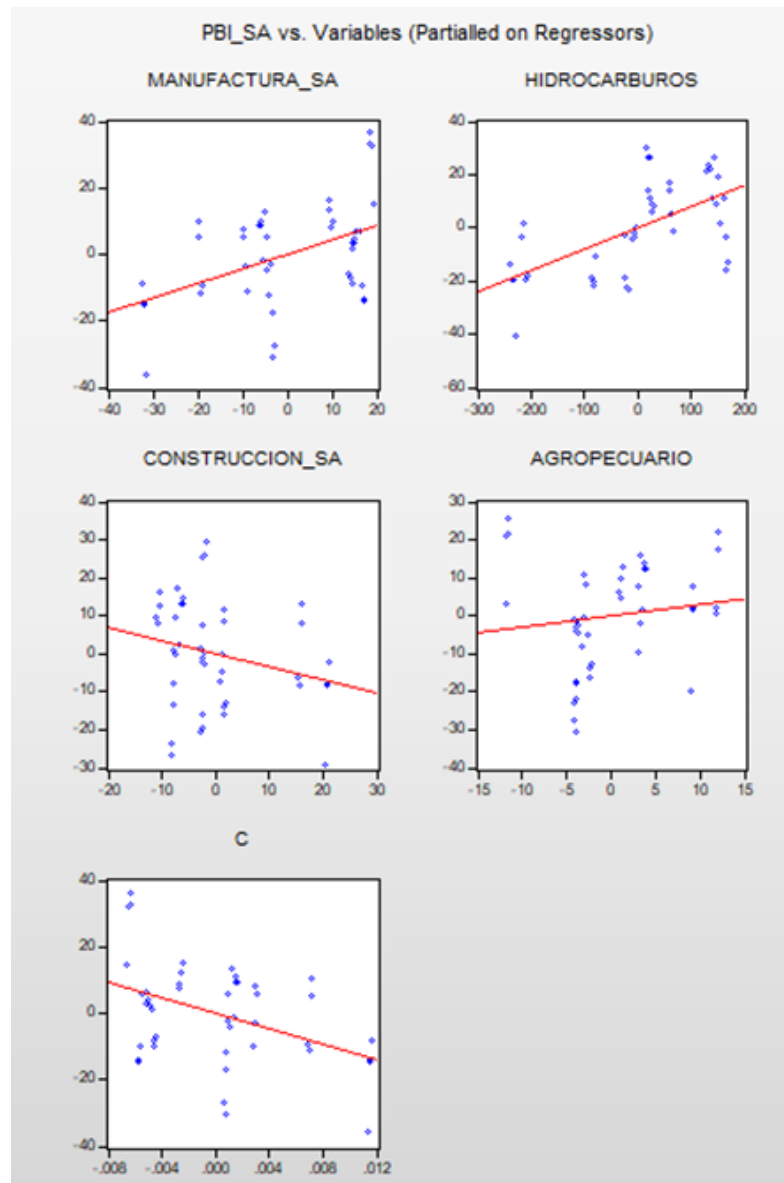 PBI_SA vs. Variables (Partialled on Regressors)
MANUFACTURA_SA
40
20
0
-20
-40
-40 -30 -20 -10 0 10 20
HIDROCARBUROS
40
20
0
-20
-40
-60
-300 -200 -100 0 100 200
CONSTRUCCION_SA
40
30
20
10
0
-10
-20
-30
-20 -10 0 10 20 30
AGROPECUARIO
30
20
10
0
-10
-20
-30
-40
-15 -10 -5 0 5 10 15
C
40
20
0
-20
-40
-.008 -.004 .000 .004 .008 .012